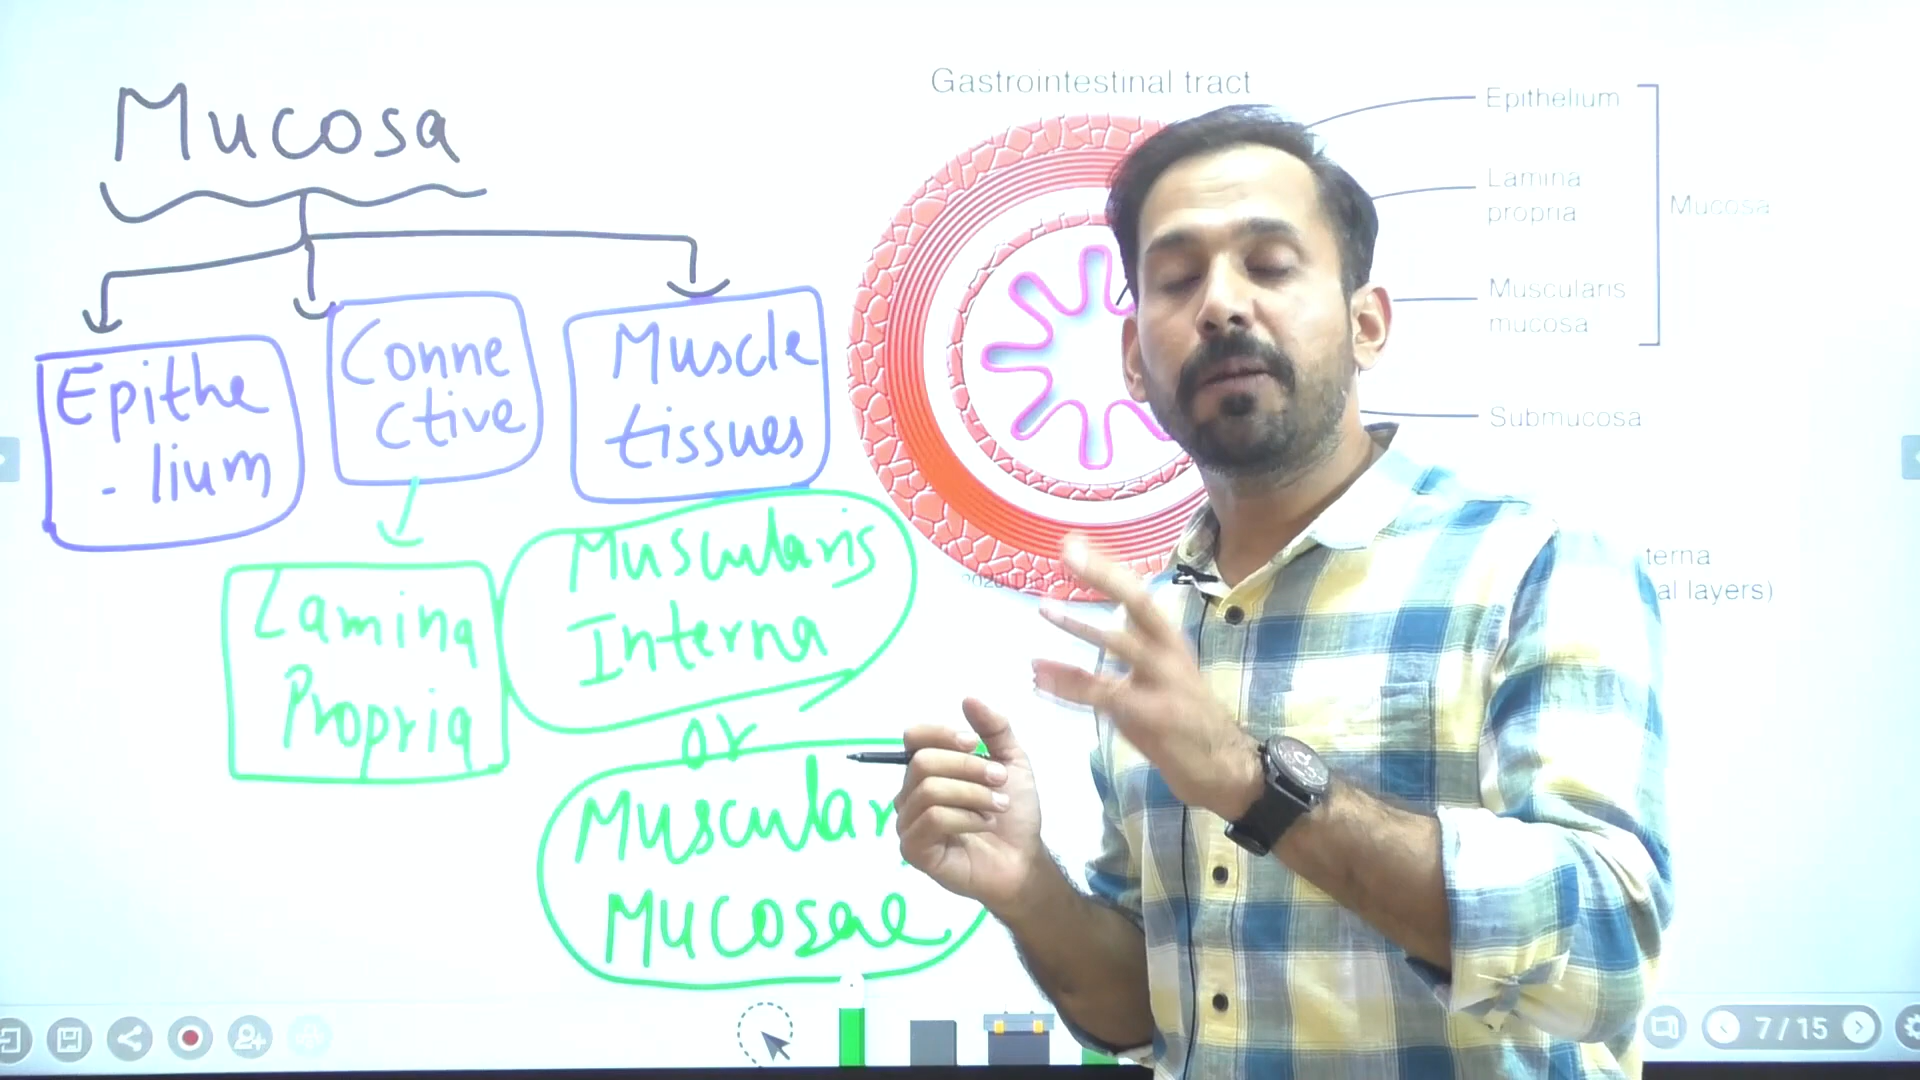 Mucosa
Epithe
- lium
Conne
ctive
Muscle
tissues
Lamina
Propria
Muscularis
Interna
or
Muscular
Mucosae
Gastrointestinal tract
Epithelium
Lamina
propria
Mucosa
Muscularis
mucosa
Submucosa
terna
al layers)
7/15